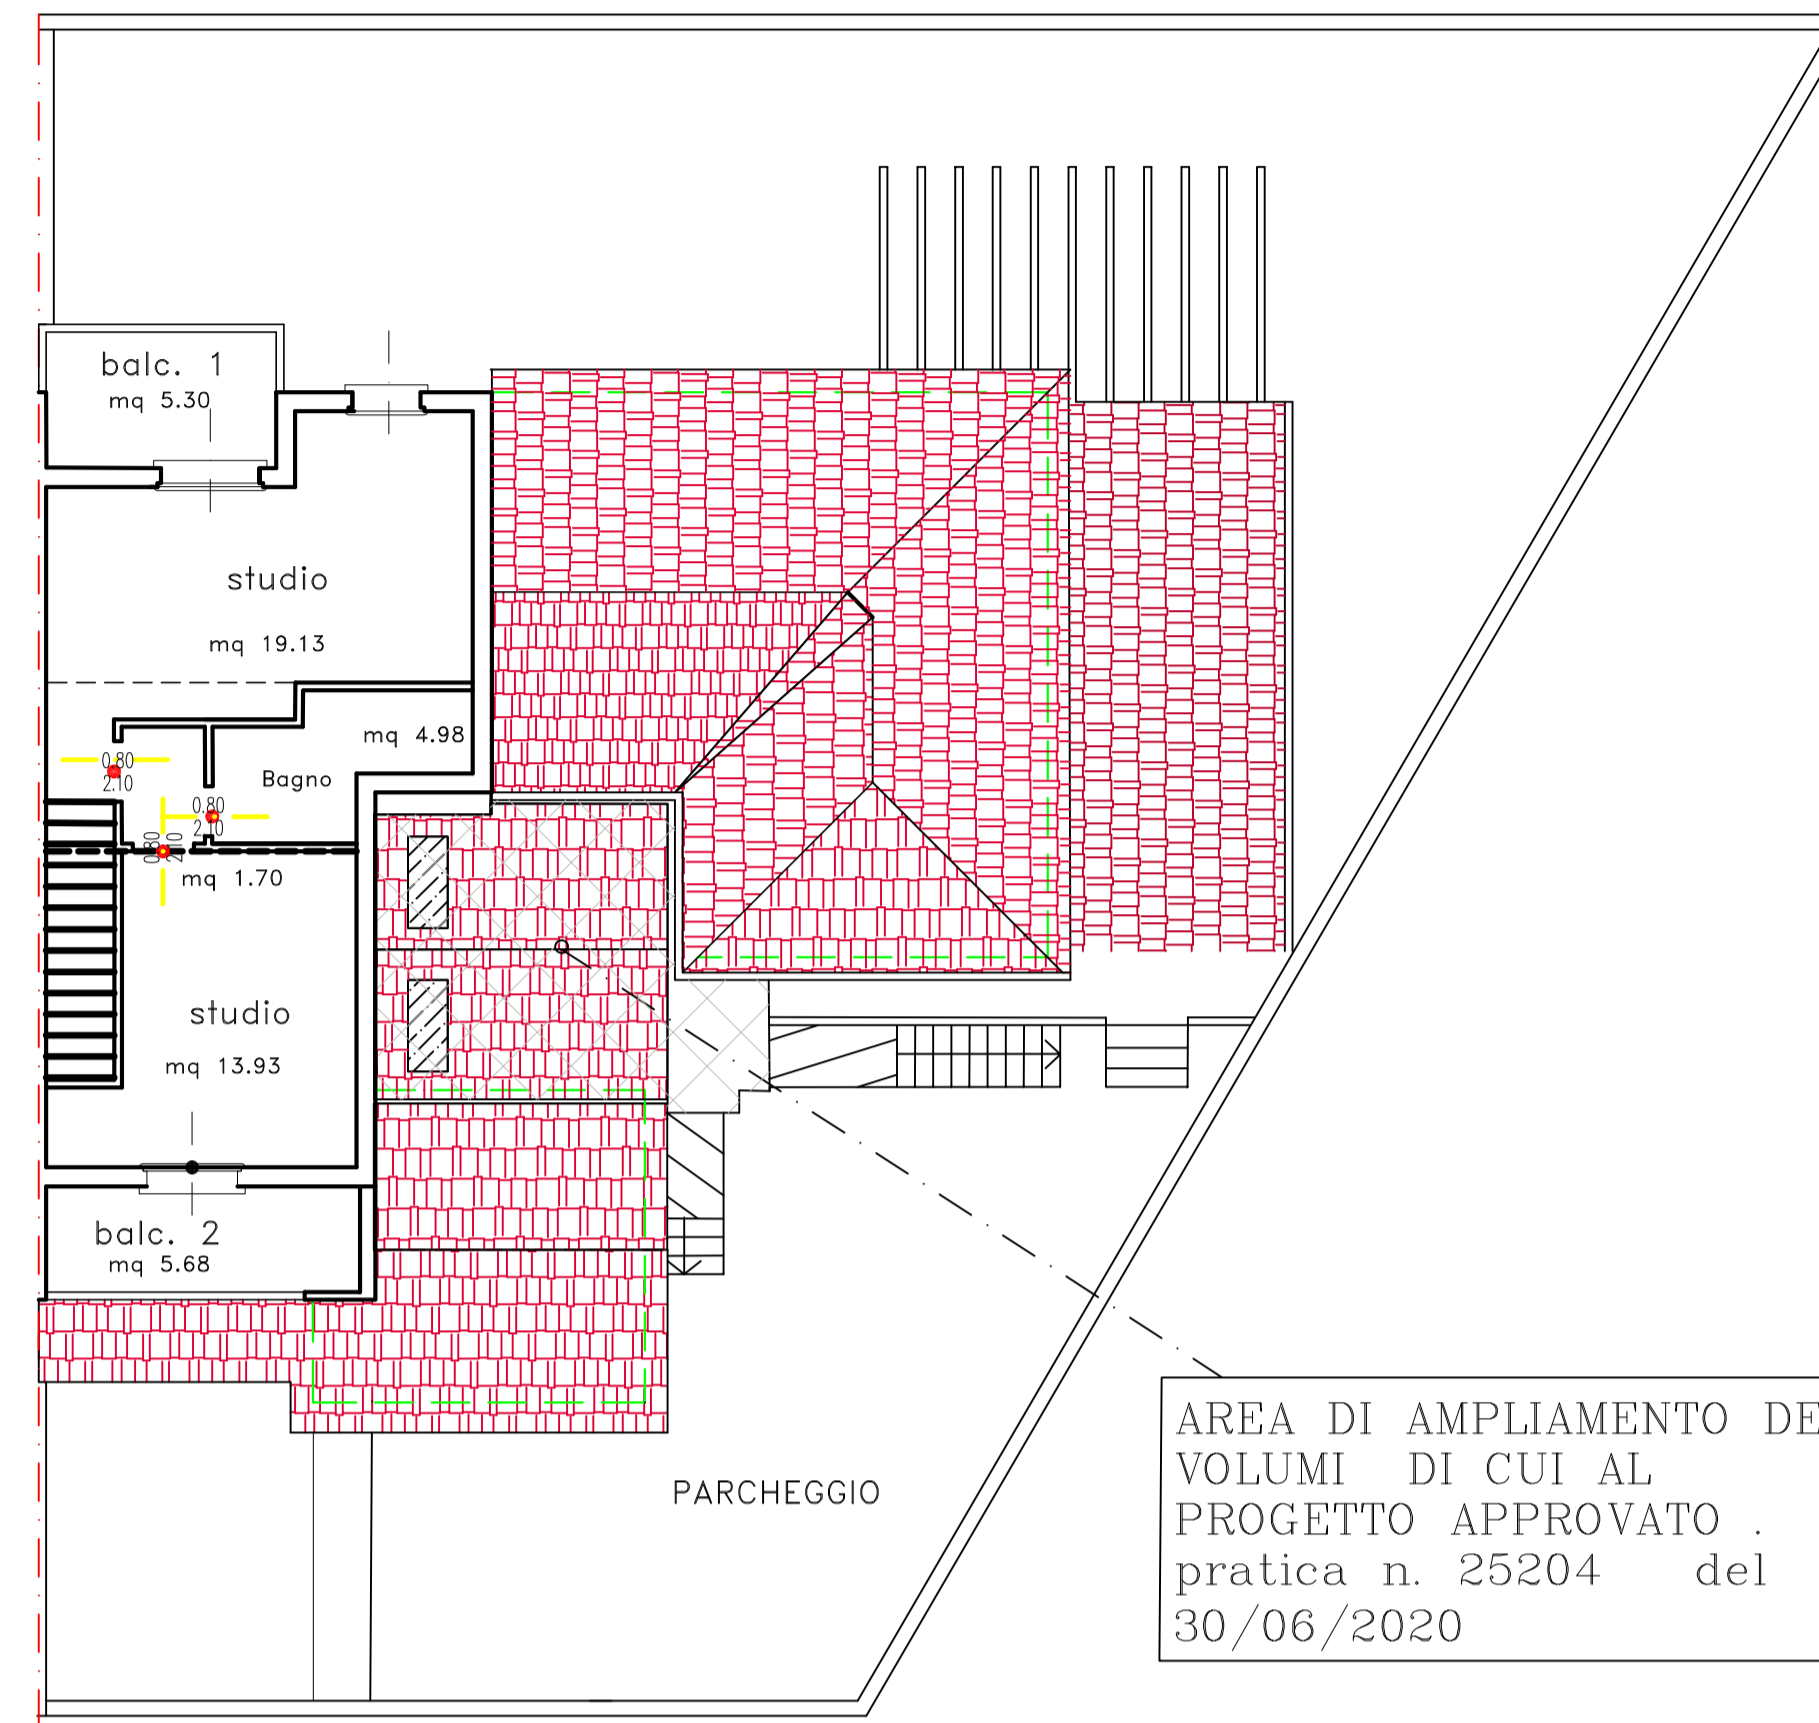 balc. 1
mq 5.30
studio
mq 19.13
mq 4.98
Bagno
0.80
2.10
0.80
2.10
0.80
2.10
mq 1.70
studio
mq 13.93
balc. 2
mq 5.68
PARCHEGGIO
AREA DI AMPLIAMENTO DE
VOLUMI DI CUI AL
PROGETTO APPROVATO .
pratica n. 25204 del
30/06/2020